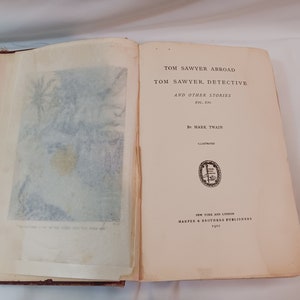 TOM SAWYER ABROAD
TOM SAWYER, DETECTIVE
AND OTHER STORIES
ETC. ETC.
BY MARK TWAIN
ILLUSTRATED
NEW YORK AND LONDON
HARPER & BROTHERS PUBLISHERS